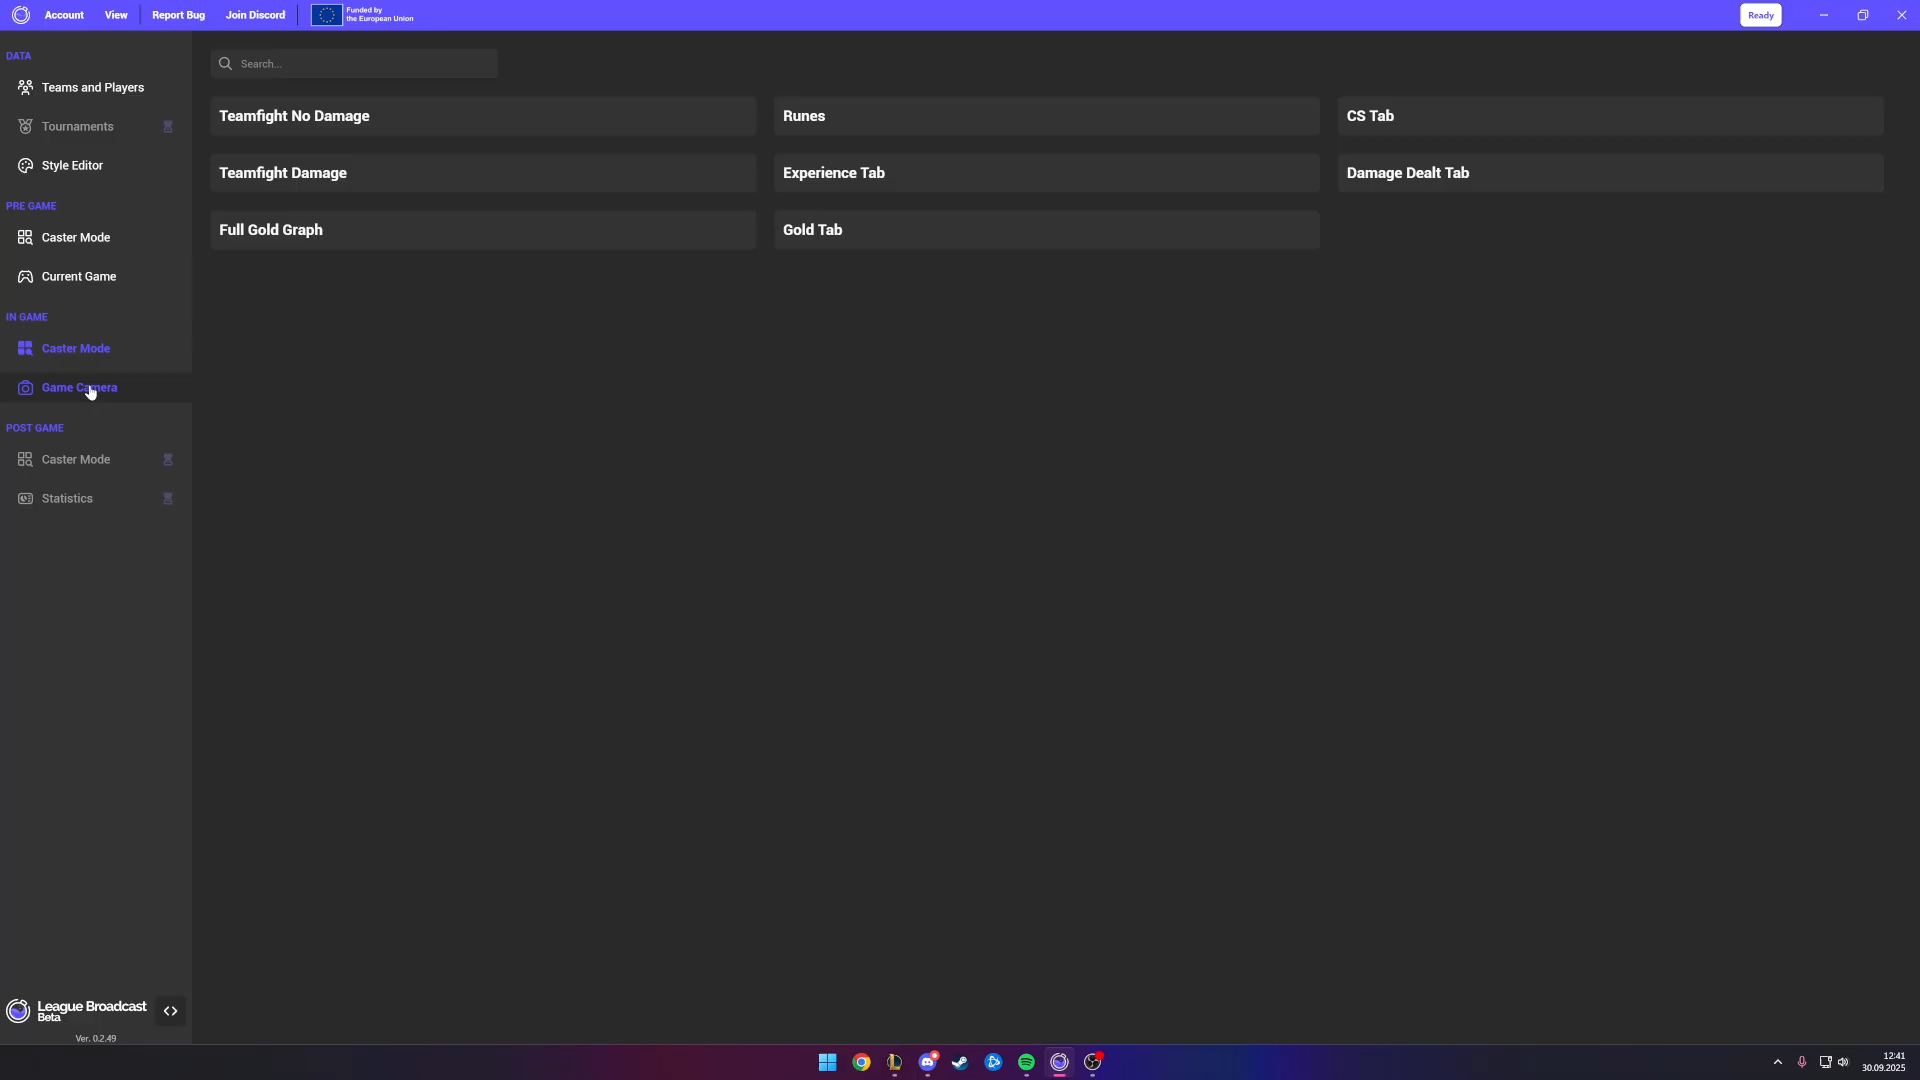 Account View Report Bug Join Discord Funded by
the European Union
Ready
DATA
Teams and Players
Tournaments
Style Editor
PRE GAME
Caster Mode
Current Game
IN GAME
Caster Mode
Game Camera
POST GAME
Caster Mode
Statistics
League Broadcast
Beta
Ver. 0.2.49
Search...
Teamfight No Damage Runes CS Tab
Teamfight Damage Experience Tab Damage Dealt Tab
Full Gold Graph Gold Tab
12:41
30.09.2025